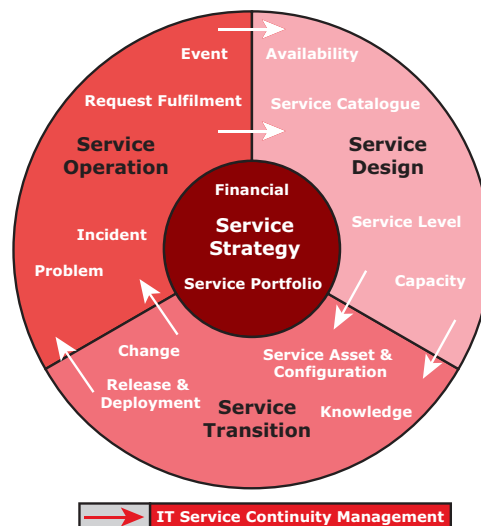 Event
Availability
Request Fulfilment
Service Catalogue
Service
Operation
Service
Design
Financial
Service
Strategy
Service Portfolio
Incident
Problem
Service Level
Capacity
Change
Release &
Deployment
Service Asset &
Configuration
Knowledge
Service
Transition
IT Service Continuity Management